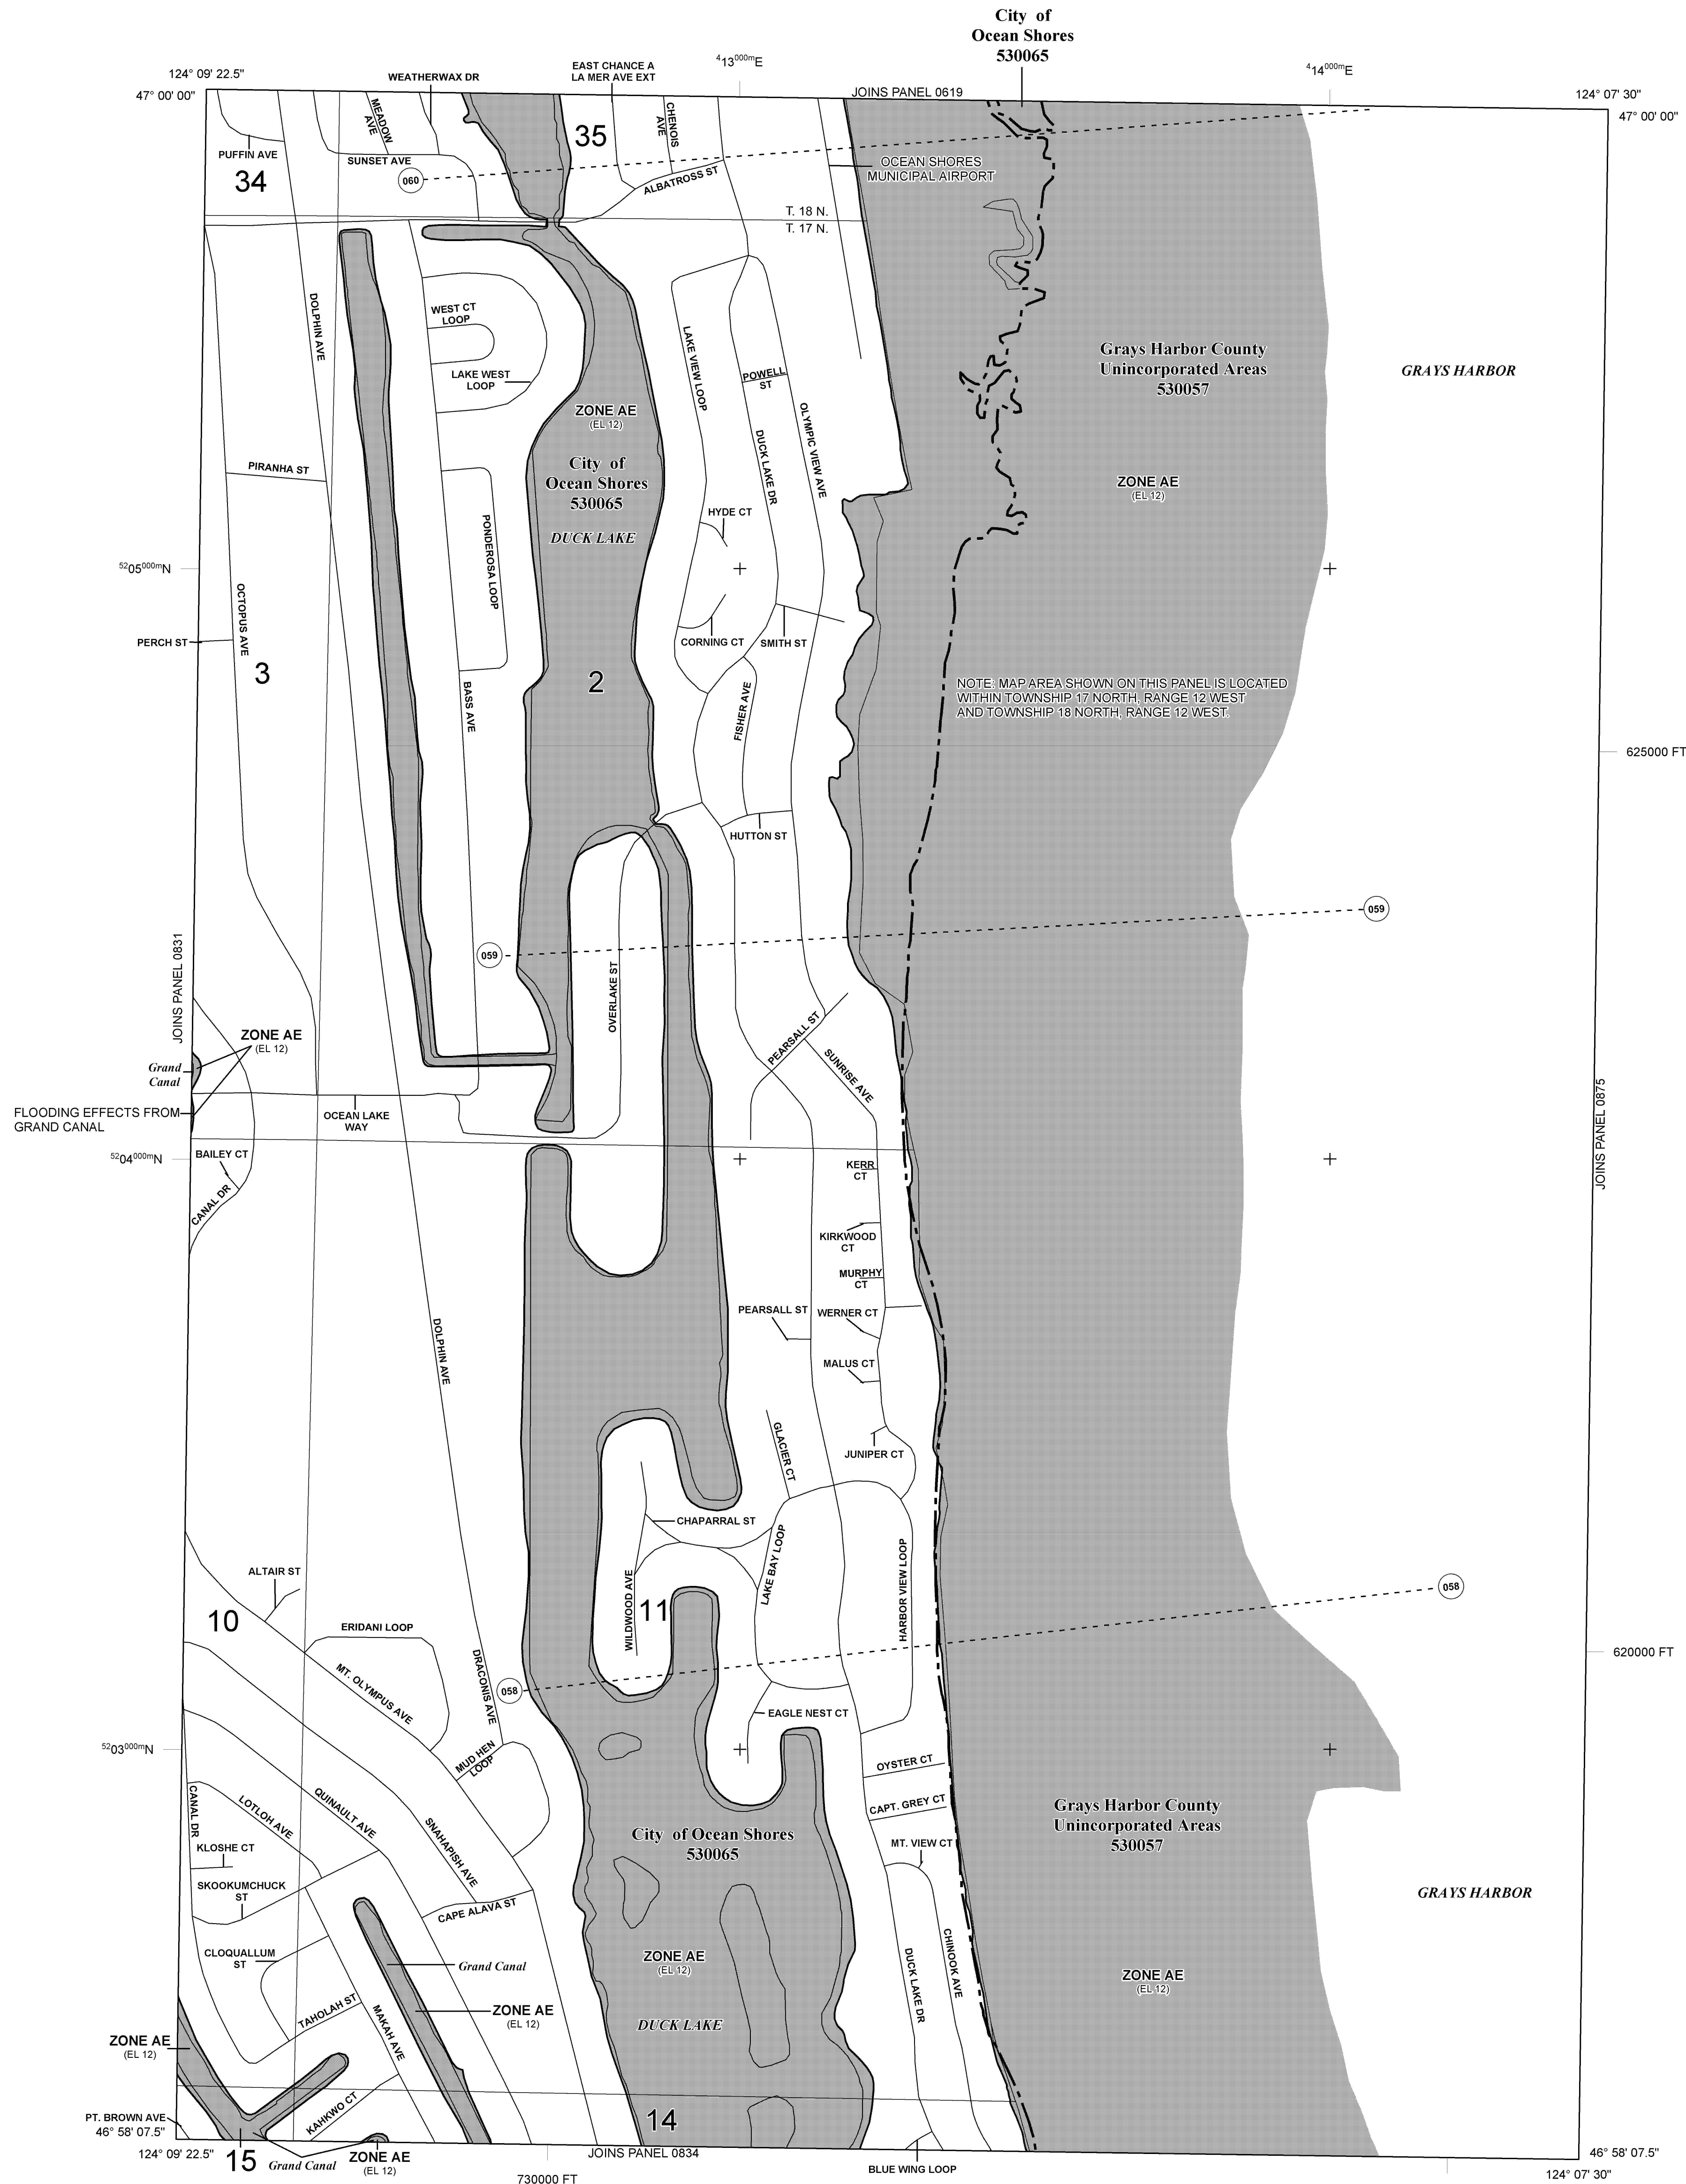 City of
Ocean Shores
530065
124° 09' 22.5"
47° 00' 00"
WEATHERWAX DR
EAST CHANCE A
LA MER AVE EXT
413000mE
JOINS PANEL 0619
414000mE
124° 07' 30"
47° 00' 00"
MEADOW
AVE
CHENOIS
AVE
PUFFIN AVE
34
SUNSET AVE
060
35
ALBATROSS ST
OCEAN SHORES
MUNICIPAL AIRPORT
T. 18 N.
T. 17 N.
DOLPHIN AVE
WEST CT
LOOP
LAKE WEST
LOOP
LAKE VIEW LOOP
POWELL
ST
Grays Harbor County
Unincorporated Areas
530057
GRAYS HARBOR
ZONE AE
(EL 12)
City of
Ocean Shores
530065
DUCK LAKE
DUCK LAKE DR
OLYMPIC VIEW AVE
PIRANHA ST
ZONE AE
(EL 12)
HYDE CT
PONDEROSA LOOP
5205000mN
OCTOPUS AVE
PERCH ST
3
CORNING CT
SMITH ST
2
BASS AVE
FISHER AVE
NOTE: MAP AREA SHOWN ON THIS PANEL IS LOCATED
WITHIN TOWNSHIP 17 NORTH, RANGE 12 WEST
AND TOWNSHIP 18 NORTH, RANGE 12 WEST.
625000 FT
HUTTON ST
059
059
JOINS PANEL 0831
OVERLAKE ST
ZONE AE
(EL 12)
Grand
Canal
PEARSALL ST
SUNRISE AVE
FLOODING EFFECTS FROM
GRAND CANAL
OCEAN LAKE
WAY
JOINS PANEL 0875
5204000mN
BAILEY CT
CANAL DR
KERR
CT
KIRKWOOD
CT
MURPHY
CT
PEARSALL ST
WERNER CT
DOLPHIN AVE
MALUS CT
GLACIER CT
JUNIPER CT
CHAPARRAL ST
ALTAIR ST
LAKE BAY LOOP
HARBOR VIEW LOOP
058
10
ERIDANI LOOP
WILDWOOD AVE
11
620000 FT
MT. OLYMPUS AVE
DRACONIS AVE
058
EAGLE NEST CT
5203000mN
MUD HEN
LOOP
OYSTER CT
CANAL DR
LOTLOH AVE
QUINAULT AVE
SNAHAPISH AVE
CAPT. GREY CT
Grays Harbor County
Unincorporated Areas
530057
City of Ocean Shores
530065
MT. VIEW CT
KLOSHE CT
SKOOKUMCHUCK
ST
GRAYS HARBOR
CAPE ALAVA ST
CLOQUALLUM
ST
Grand Canal
ZONE AE
(EL 12)
DUCK LAKE DR
CHINOOK AVE
ZONE AE
(EL 12)
TAHOLAH ST
MAKAH AVE
ZONE AE
(EL 12)
DUCK LAKE
ZONE AE
(EL 12)
PT. BROWN AVE
46° 58' 07.5"
KAHKWO CT
14
124° 09' 22.5"
15
Grand Canal
ZONE AE
(EL 12)
JOINS PANEL 0834
730000 FT
BLUE WING LOOP
46° 58' 07.5"
124° 07' 30"